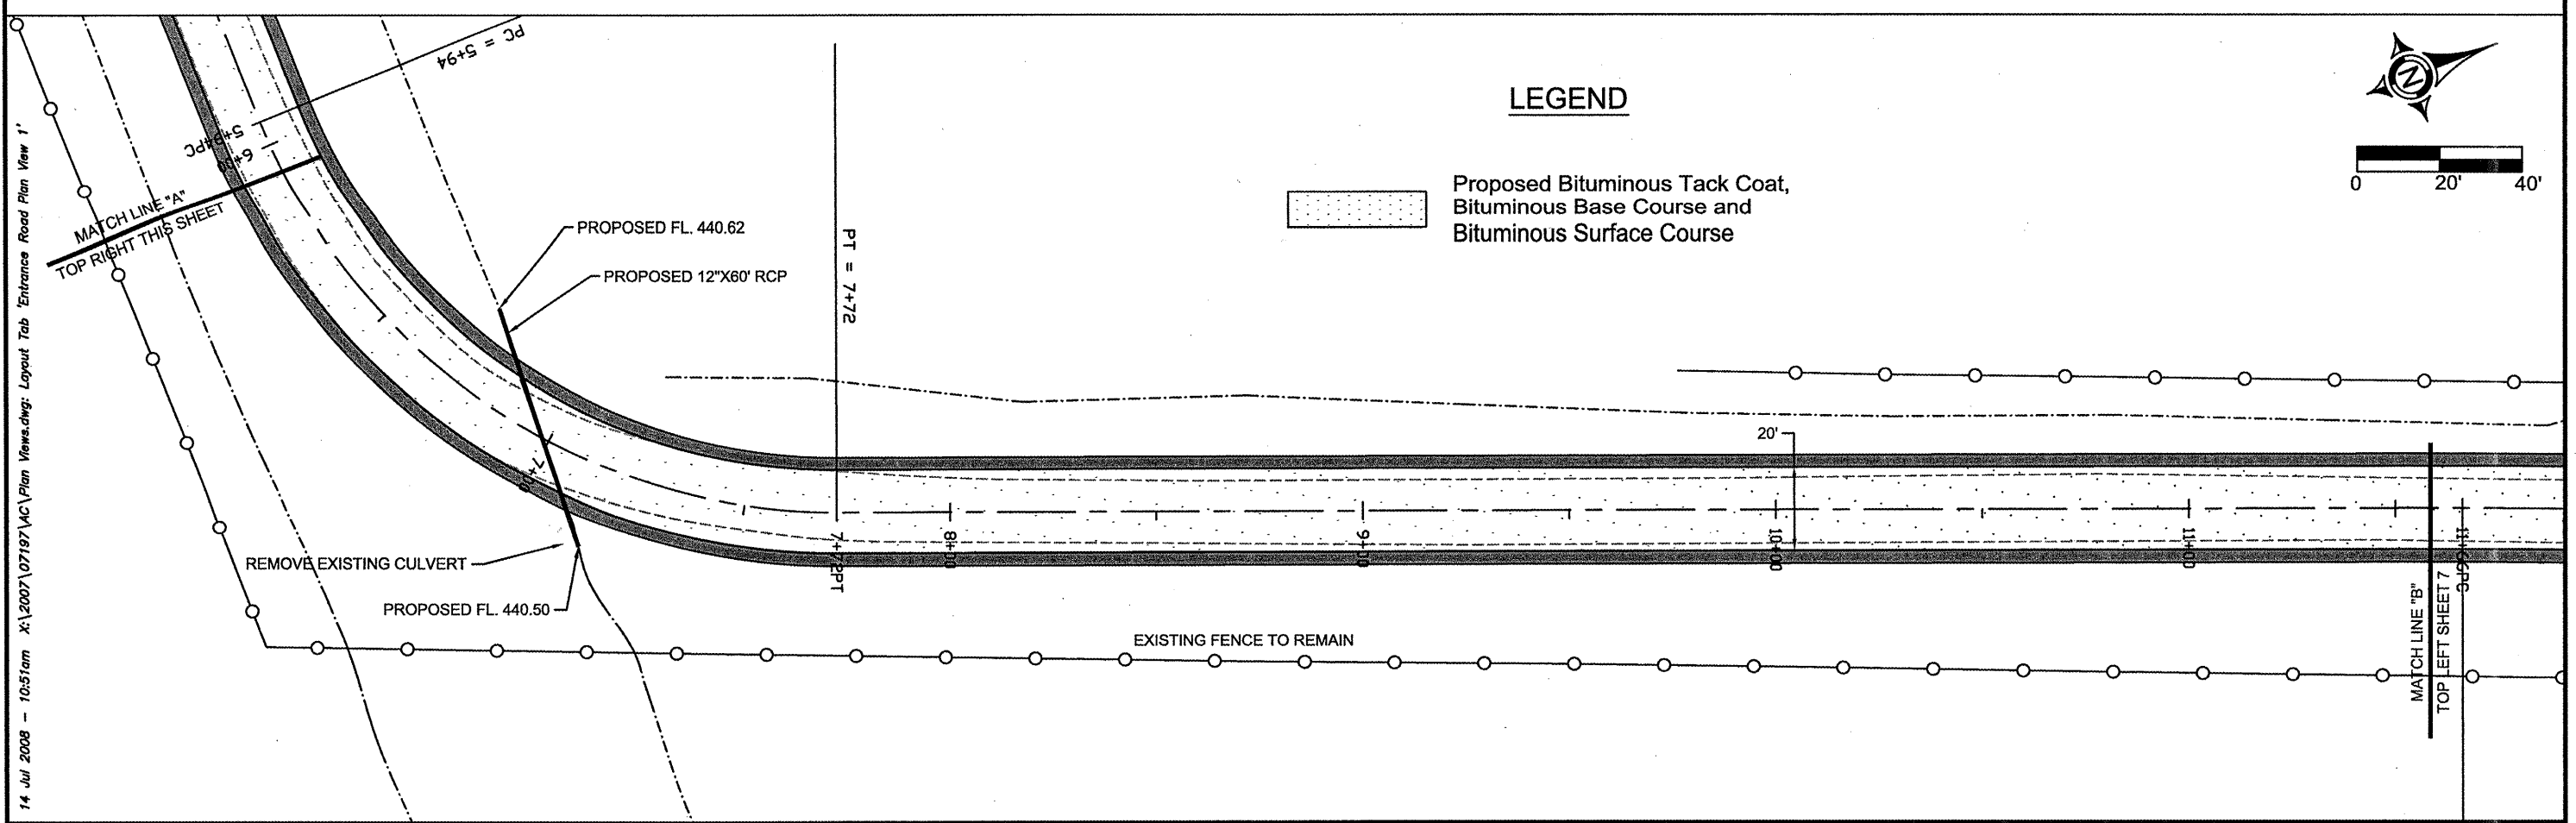 PC = 5+94
5+94PC
6+00
MATCH LINE "A"
TOP RIGHT THIS SHEET
PROPOSED FL. 440.62
PROPOSED 12"X60' RCP
PT = 7+72
LEGEND
Proposed Bituminous Tack Coat,
Bituminous Base Course and
Bituminous Surface Course
N
0 20' 40'
20'
7+00
REMOVE EXISTING CULVERT
PROPOSED FL. 440.50
7+72PT
8+00
9+00
10+00
11+00
11+66PC
EXISTING FENCE TO REMAIN
MATCH LINE "B"
TOP LEFT SHEET 7
14 Jul 2008 - 10:51am X:\2007\07197\AC\Plan Views.dwg: Layout Tab 'Entrance Road Plan View 1'